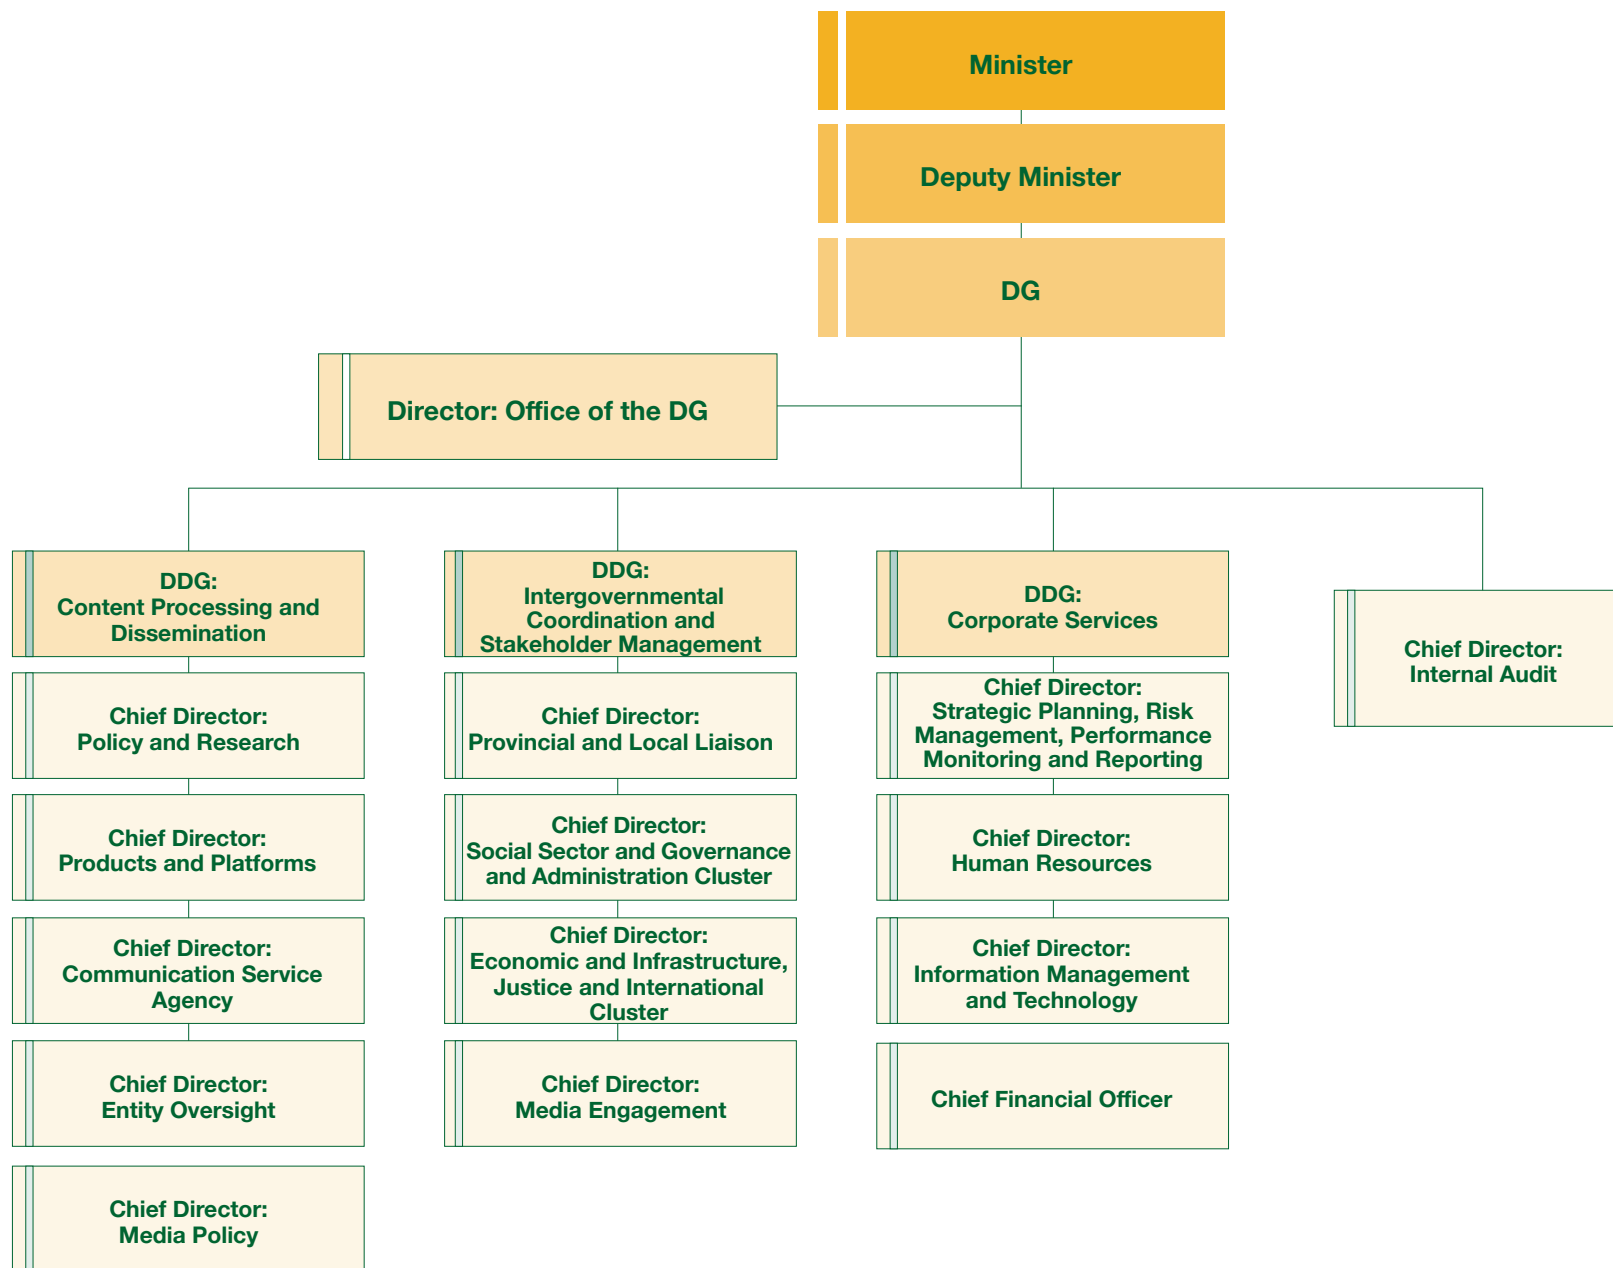 Minister
Deputy Minister
DG
Director: Office of the DG
DDG:
Content Processing and
Dissemination
Chief Director:
Policy and Research
Chief Director:
Products and Platforms
Chief Director:
Communication Service
Agency
Chief Director:
Entity Oversight
Chief Director:
Media Policy
DDG:
Intergovernmental
Coordination and
Stakeholder Management
Chief Director:
Provincial and Local Liaison
Chief Director:
Social Sector and Governance
and Administration Cluster
Chief Director:
Economic and Infrastructure,
Justice and International
Cluster
Chief Director:
Media Engagement
DDG:
Corporate Services
Chief Director:
Strategic Planning, Risk
Management, Performance
Monitoring and Reporting
Chief Director:
Human Resources
Chief Director:
Information Management
and Technology
Chief Financial Officer
Chief Director:
Internal Audit